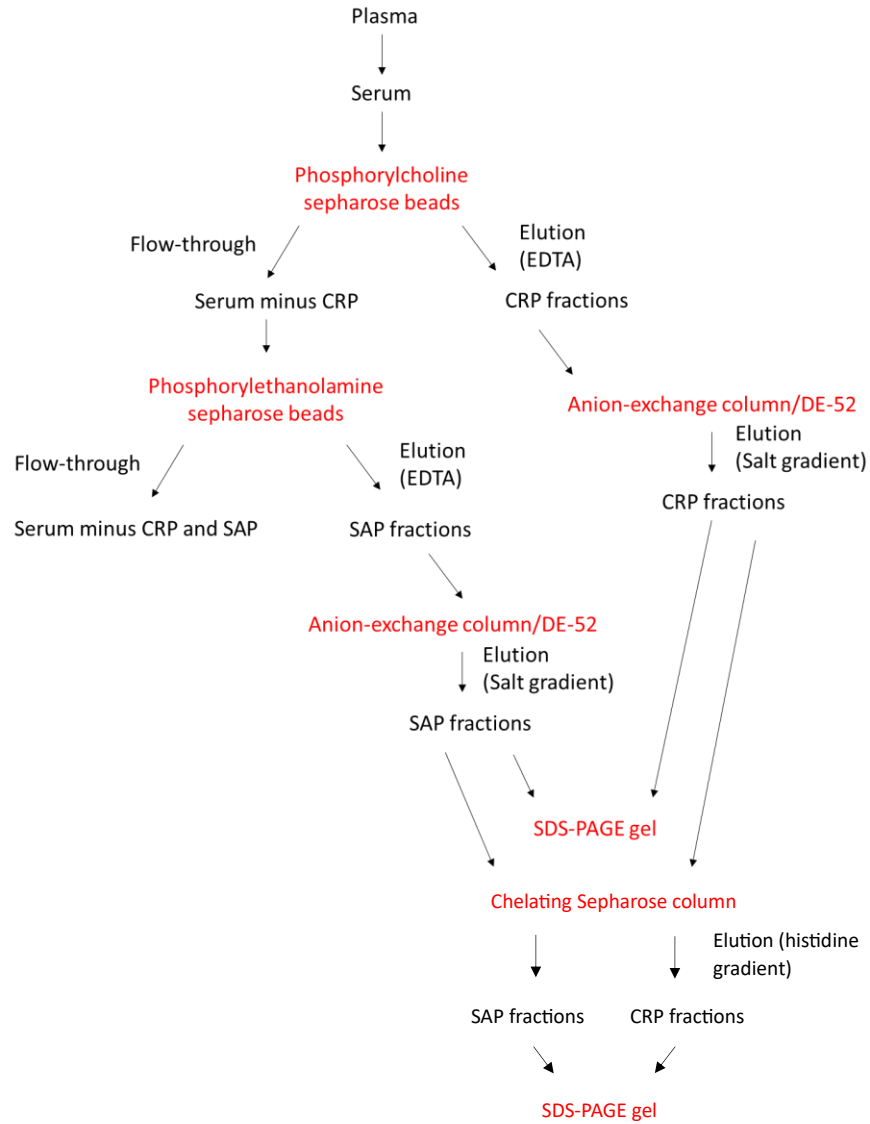 Plasma
Serum
Phosphorylcholine
sepharose beads
Flow-through
Elution
(EDTA)
Serum minus CRP
CRP fractions
Phosphorylethanolamine
sepharose beads
Anion-exchange column/DE-52
Flow-through
Elution
(EDTA)
Elution
(Salt gradient)
Serum minus CRP and SAP
SAP fractions
CRP fractions
Anion-exchange column/DE-52
Elution
(Salt gradient)
SAP fractions
SDS-PAGE gel
Chelating Sepharose column
Elution (histidine
gradient)
SAP fractions
CRP fractions
SDS-PAGE gel